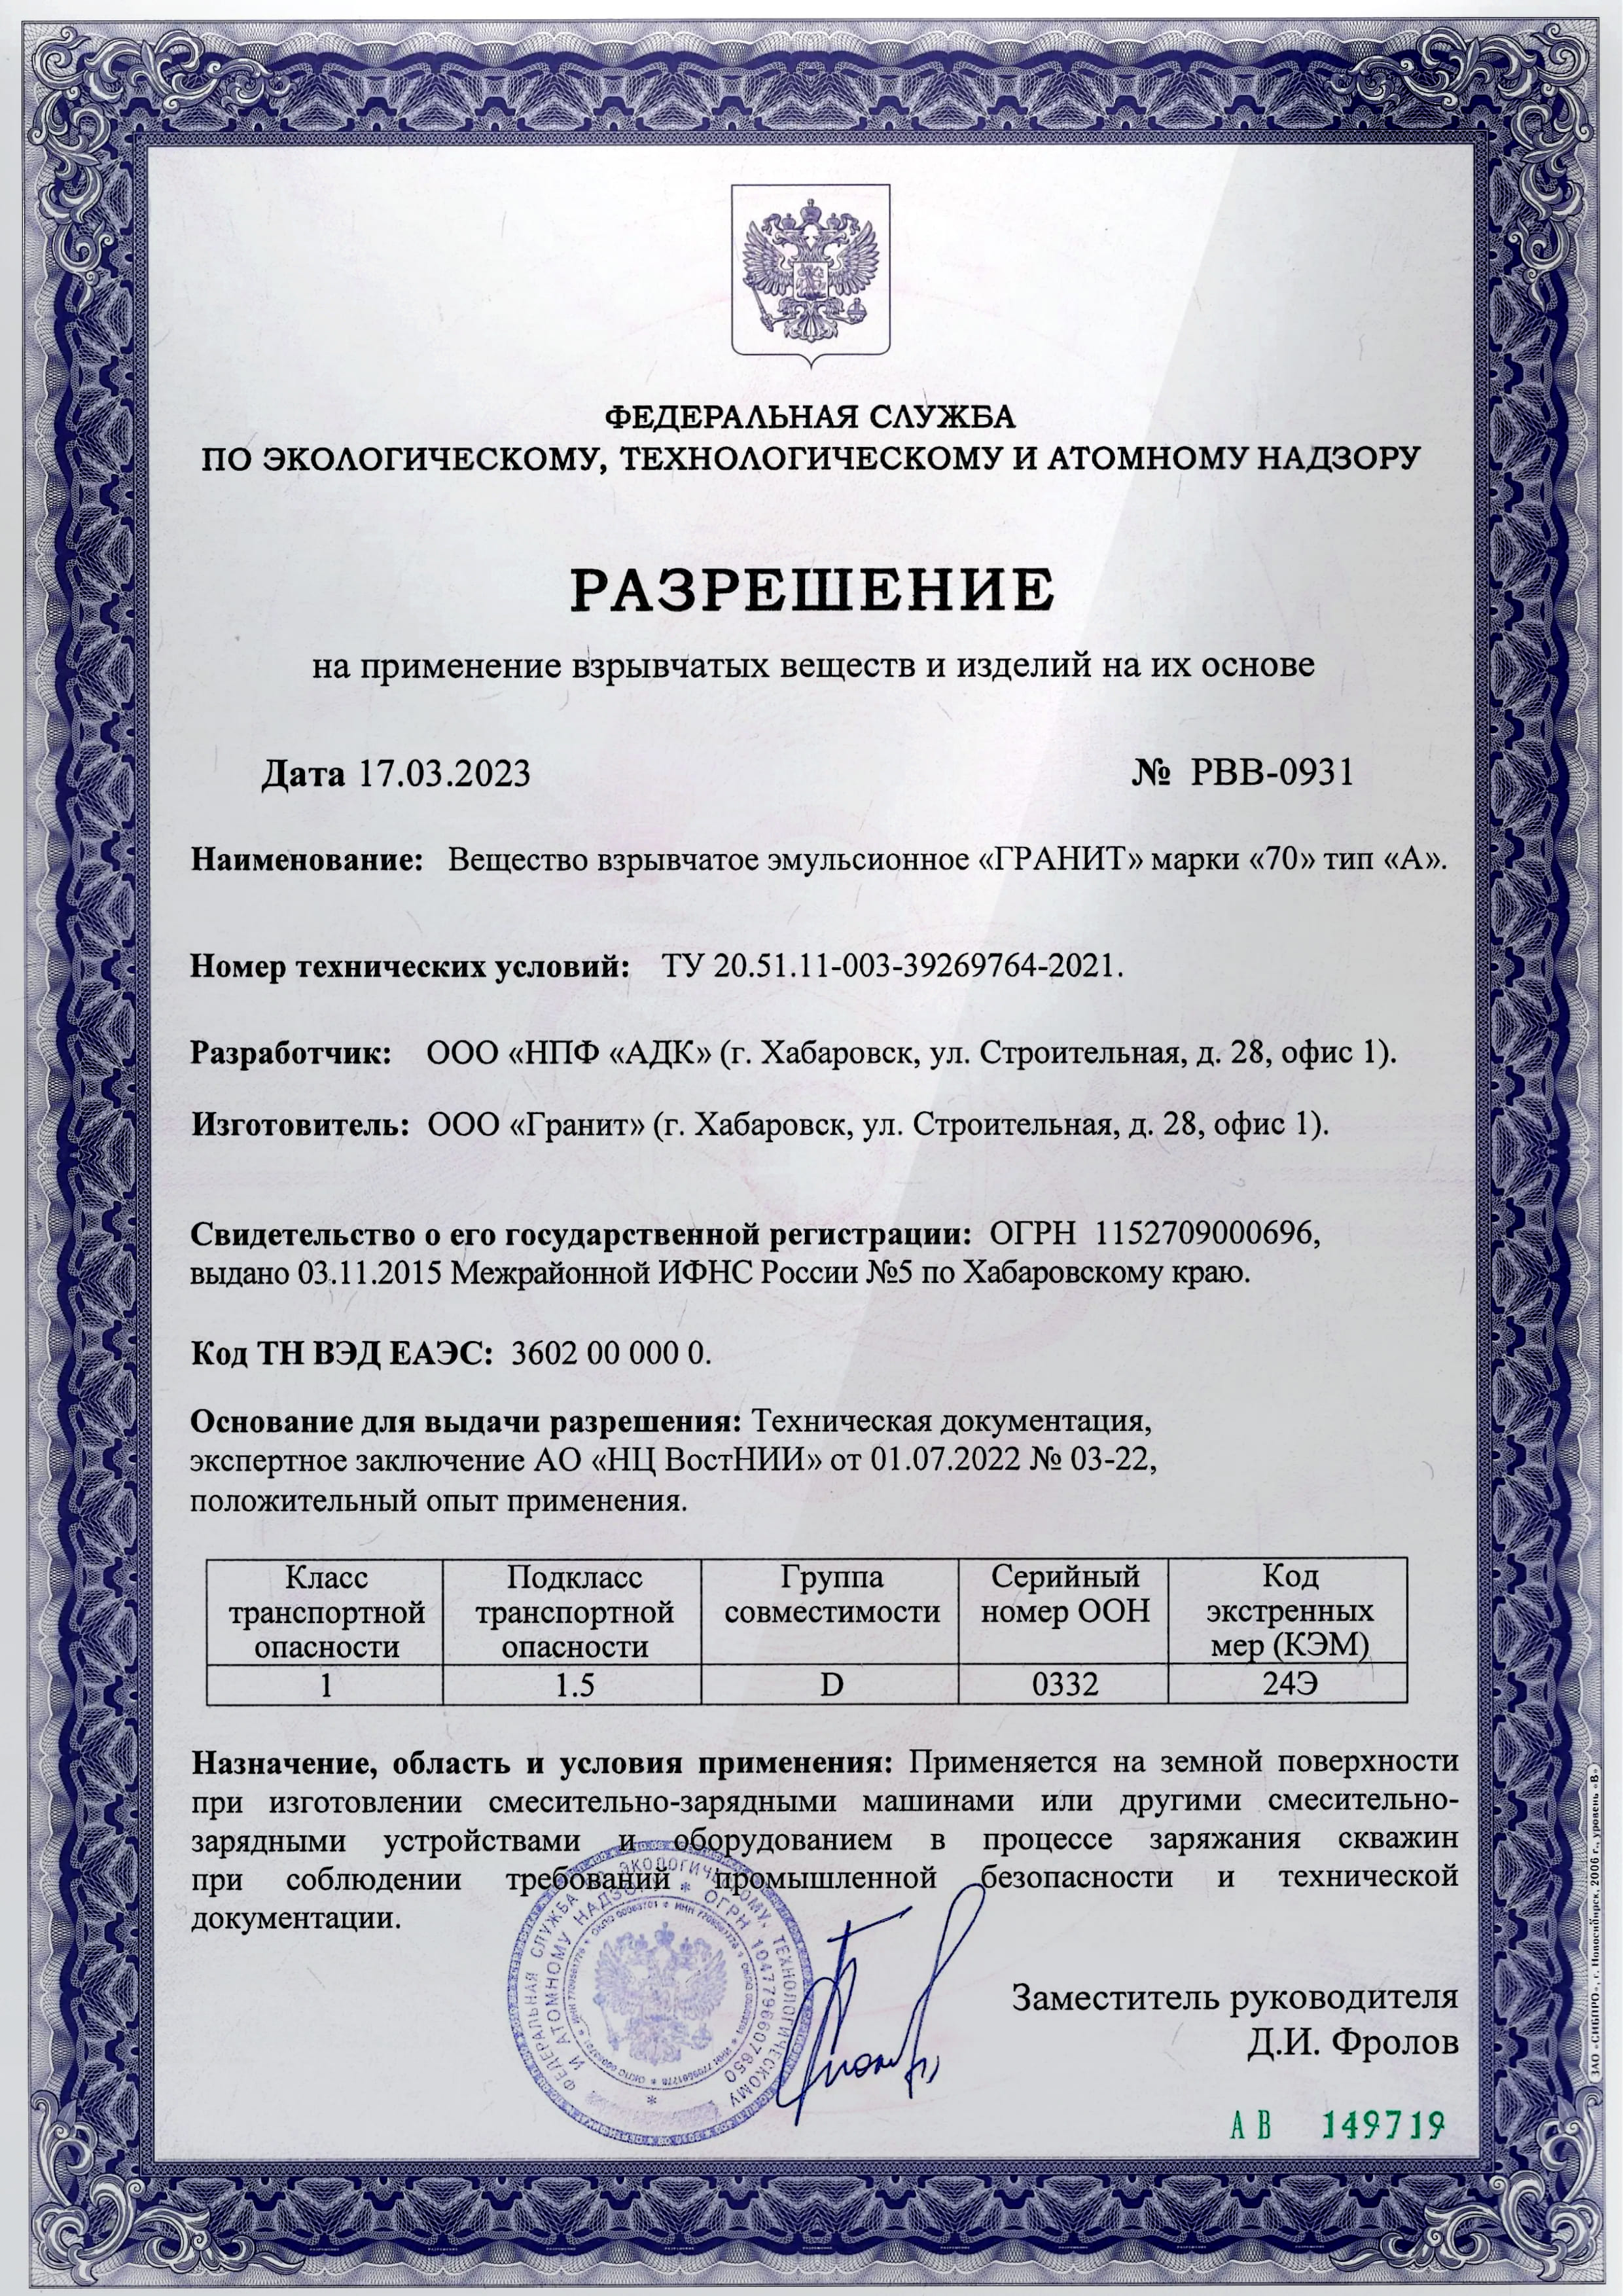 ФЕДЕРАЛЬНАЯ СЛУЖБА
ПО ЭКОЛОГИЧЕСКОМУ, ТЕХНОЛОГИЧЕСКОМУ И АТОМНОМУ НАДЗОРУ
РАЗРЕШЕНИЕ
на применение взрывчатых веществ и изделий на их основе
Дата 17.03.2023 № РВВ-0931
Наименование: Вещество взрывчатое эмульсионное «ГРАНИТ» марки «70» тип «А».
Номер технических условий: ТУ 20.51.11-003-39269764-2021.
Разработчик: ООО «НПФ «АДК» (г. Хабаровск, ул. Строительная, д. 28, офис 1).
Изготовитель: ООО «Гранит» (г. Хабаровск, ул. Строительная, д. 28, офис 1).
Свидетельство о его государственной регистрации: ОГРН 1152709000696,
выдано 03.11.2015 Межрайонной ИФНС России №5 по Хабаровскому краю.
Код ТН ВЭД ЕАЭС: 3602 00 000 0.
Основание для выдачи разрешения: Техническая документация,
экспертное заключение АО «НЦ ВостНИИ» от 01.07.2022 № 03-22,
положительный опыт применения.
Класс транспортной опасности Подкласс транспортной опасности Группа совместимости Серийный номер ООН Код экстренных мер (КЭМ)
1 1.5 D 0332 24Э
Назначение, область и условия применения: Применяется на земной поверхности
при изготовлении смесительно-зарядными машинами или другими смесительно-
зарядными устройствами и оборудованием в процессе заряжания скважин
при соблюдении требований промышленной безопасности и технической
документации.
ФЕДЕРАЛЬНАЯ СЛУЖБА ПО ЭКОЛОГИЧЕСКОМУ, ТЕХНОЛОГИЧЕСКОМУ
И АТОМНОМУ НАДЗОРУ * ОГРН 1047796607650
Заместитель руководителя
Д.И. Фролов
АВ 149719
ЗАО «СИБПРО», г. Новосибирск, 2006 г., уровень «В»